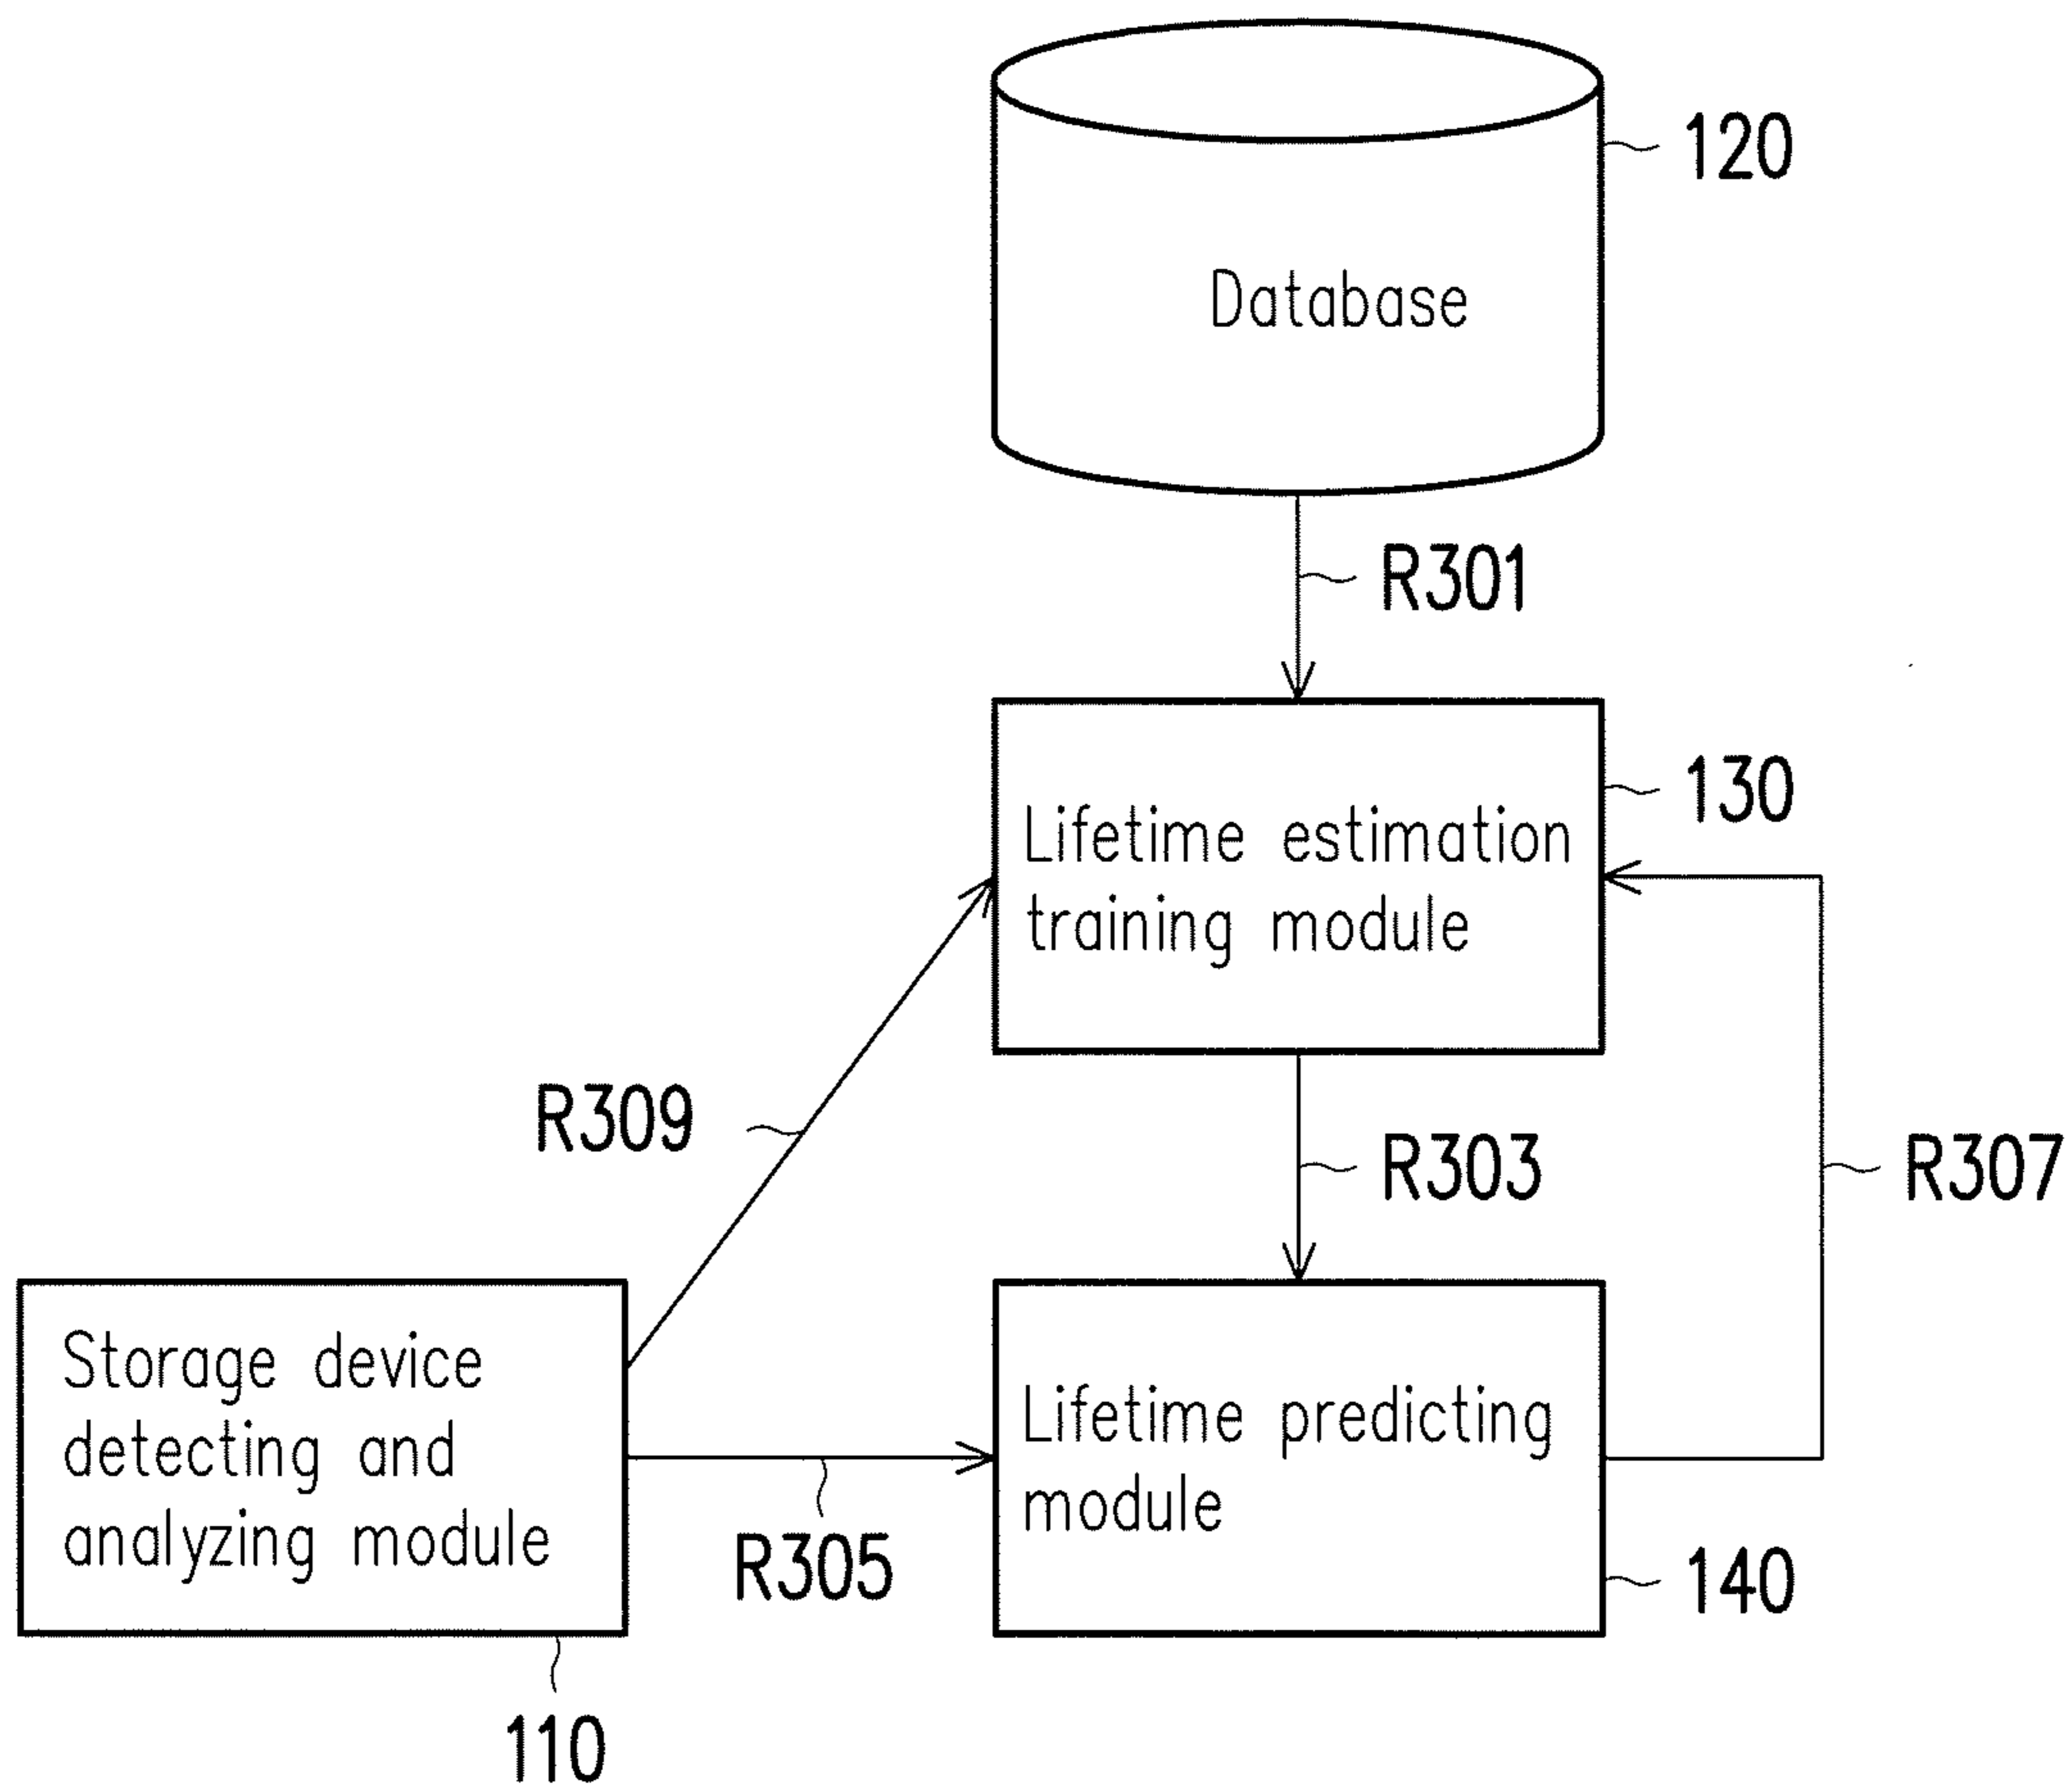 120
Database
R301
130
Lifetime estimation
training module
R309
R303
R307
Storage device
detecting and
analyzing module
Lifetime predicting
module
R305
140
110